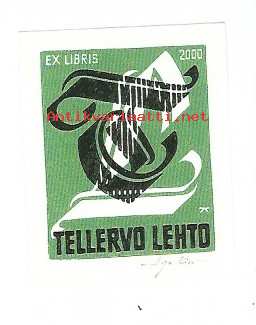 EX LIBRIS 2000
Antikvariaatti.net
TELLERVO LEHTO